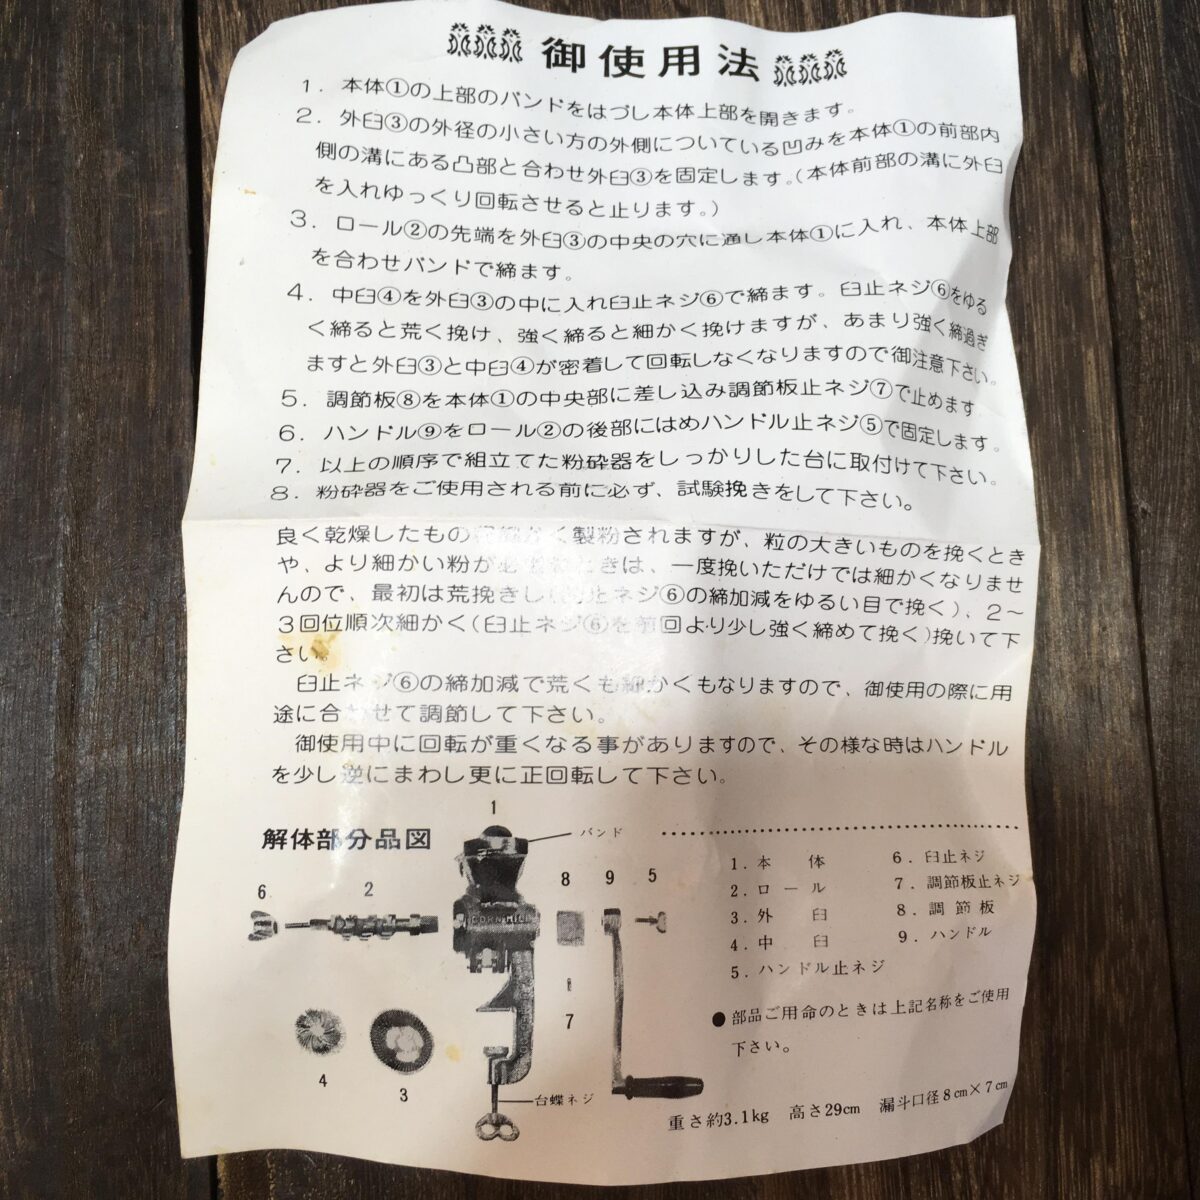 御使用法
1. 本体①の上部のバンドをはづし本体上部を開きます。
2. 外臼③の外径の小さい方の外側についている凹みを本体①の前部内
側の溝にある凸部と合わせ外臼③を固定します。(本体前部の溝に外臼
を入れゆっくり回転させると止ります。)
3. ロール②の先端を外臼③の中央の穴に通し本体①に入れ、本体上部
を合わせバンドで締ます。
4. 中臼④を外臼③の中に入れ臼止ネジ⑥で締ます。臼止ネジ⑥をゆる
く締ると荒く挽け、強く締ると細かく挽けますが、あまり強く締過ぎ
ますと外臼③と中臼④が密着して回転しなくなりますので御注意下さい。
5. 調節板⑧を本体①の中央部に差し込み調節板止ネジ⑦で止めます
6. ハンドル⑨をロール②の後部にはめハンドル止ネジ⑤で固定します。
7. 以上の順序で組立てた粉砕器をしっかりした台に取付けて下さい。
8. 粉砕器をご使用される前に必ず、試験挽きをして下さい。
良く乾燥したもの く製粉されますが、粒の大きいものを挽くとき
や、より細かい粉が ときは、一度挽いただけでは細かくなりませ
んので、最初は荒挽きし( 止ネジ⑥の締加減をゆるい目で挽く)、2〜
3回位順次細かく(臼止ネジ⑥を前回より少し強く締めて挽く)挽いて下
さい。
臼止ネジ⑥の締加減で荒くも細かくもなりますので、御使用の際に用
途に合わせて調節して下さい。
御使用中に回転が重くなる事がありますので、その様な時はハンドル
を少し逆にまわし更に正回転して下さい。
解体部分品図
1
バンド
6
2
8
9
5
CORN MILL
7
4
3
台蝶ネジ
1. 本体
2. ロール
3. 外臼
4. 中臼
5. ハンドル止ネジ
6. 臼止ネジ
7. 調節板止ネジ
8. 調節板
9. ハンドル
●部品ご用命のときは上記名称をご使用
下さい。
重さ約3.1kg 高さ29cm 漏斗口径8cm×7cm